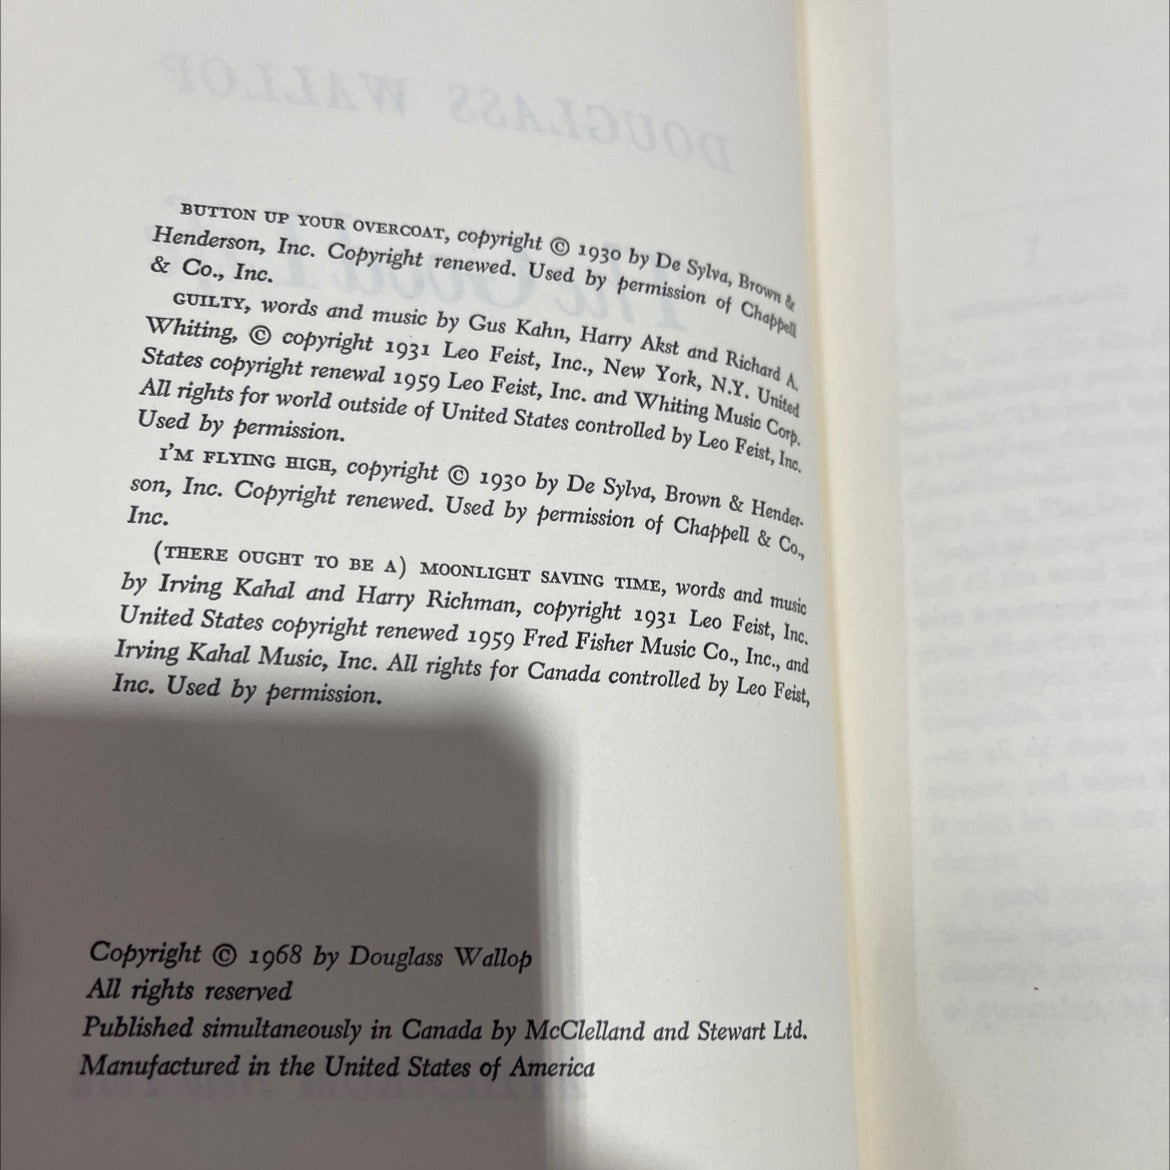 DOUGLASS WALLOP
BUTTON UP YOUR OVERCOAT, copyright © 1930 by De Sylva, Brown &
Henderson, Inc. Copyright renewed. Used by permission of Chappell
& Co., Inc.
GUILTY, words and music by Gus Kahn, Harry Akst and Richard A.
Whiting, © copyright 1931 Leo Feist, Inc., New York, N.Y. United
States copyright renewal 1959 Leo Feist, Inc. and Whiting Music Corp.
All rights for world outside of United States controlled by Leo Feist, Inc.
Used by permission.
I'M FLYING HIGH, copyright © 1930 by De Sylva, Brown & Hender-
son, Inc. Copyright renewed. Used by permission of Chappell & Co.,
Inc.
(THERE OUGHT TO BE A) MOONLIGHT SAVING TIME, words and music
by Irving Kahal and Harry Richman, copyright 1931 Leo Feist, Inc.
United States copyright renewed 1959 Fred Fisher Music Co., Inc., and
Irving Kahal Music, Inc. All rights for Canada controlled by Leo Feist,
Inc. Used by permission.
Copyright © 1968 by Douglass Wallop
All rights reserved
Published simultaneously in Canada by McClelland and Stewart Ltd.
Manufactured in the United States of America